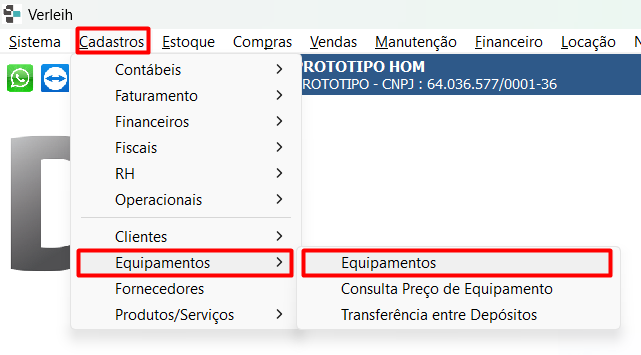 Verleih
Sistema Cadastros Estoque Compras Vendas Manutenção Financeiro Locação
Contábeis
Faturamento
Financeiros
Fiscais
RH
Operacionais
Clientes
Equipamentos
Fornecedores
Produtos/Serviços
ROTOTIPO HOM
ROTOTIPO - CNPJ : 64.036.577/0001-36
Equipamentos
Consulta Preço de Equipamento
Transferência entre Depósitos